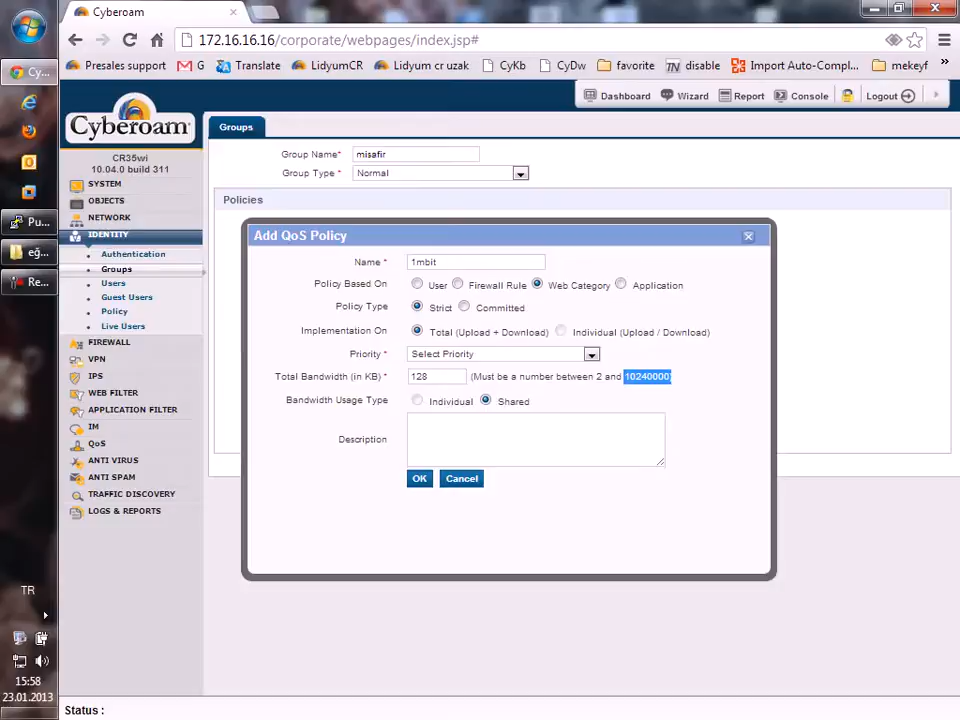 Cyberoam
172.16.16.16/corporate/webpages/index.jsp#
Presales support G Translate LidyumCR Lidyum cr uzak CyKb CyDw favorite disable Import Auto-Compl... mekeyf »
Dashboard Wizard Report Console Logout
Cyberoam
CR35wi
10.04.0 build 311
SYSTEM
OBJECTS
NETWORK
IDENTITY
Authentication
Groups
Users
Guest Users
Policy
Live Users
FIREWALL
VPN
IPS
WEB FILTER
APPLICATION FILTER
IM
QoS
ANTI VIRUS
ANTI SPAM
TRAFFIC DISCOVERY
LOGS & REPORTS
Groups
Group Name* misafir
Group Type * Normal
Policies
Add QoS Policy
Name * 1mbit
Policy Based On User Firewall Rule Web Category Application
Policy Type * Strict Committed
Implementation On Total (Upload + Download) Individual (Upload / Download)
Priority * Select Priority
Total Bandwidth (in KB) * 128 (Must be a number between 2 and 1024000)
Bandwidth Usage Type Individual Shared
Description
OK Cancel
Cy...
Pu...
eğ...
Re...
TR
15:58
23.01.2013
Status :